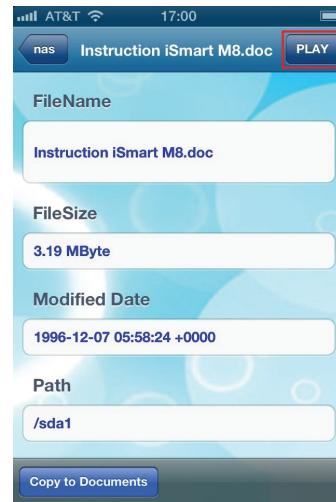 AT&T 17:00
nas Instruction iSmart M8.doc PLAY
FileName
Instruction iSmart M8.doc
FileSize
3.19 MByte
Modified Date
1996-12-07 05:58:24 +0000
Path
/sda1
Copy to Documents